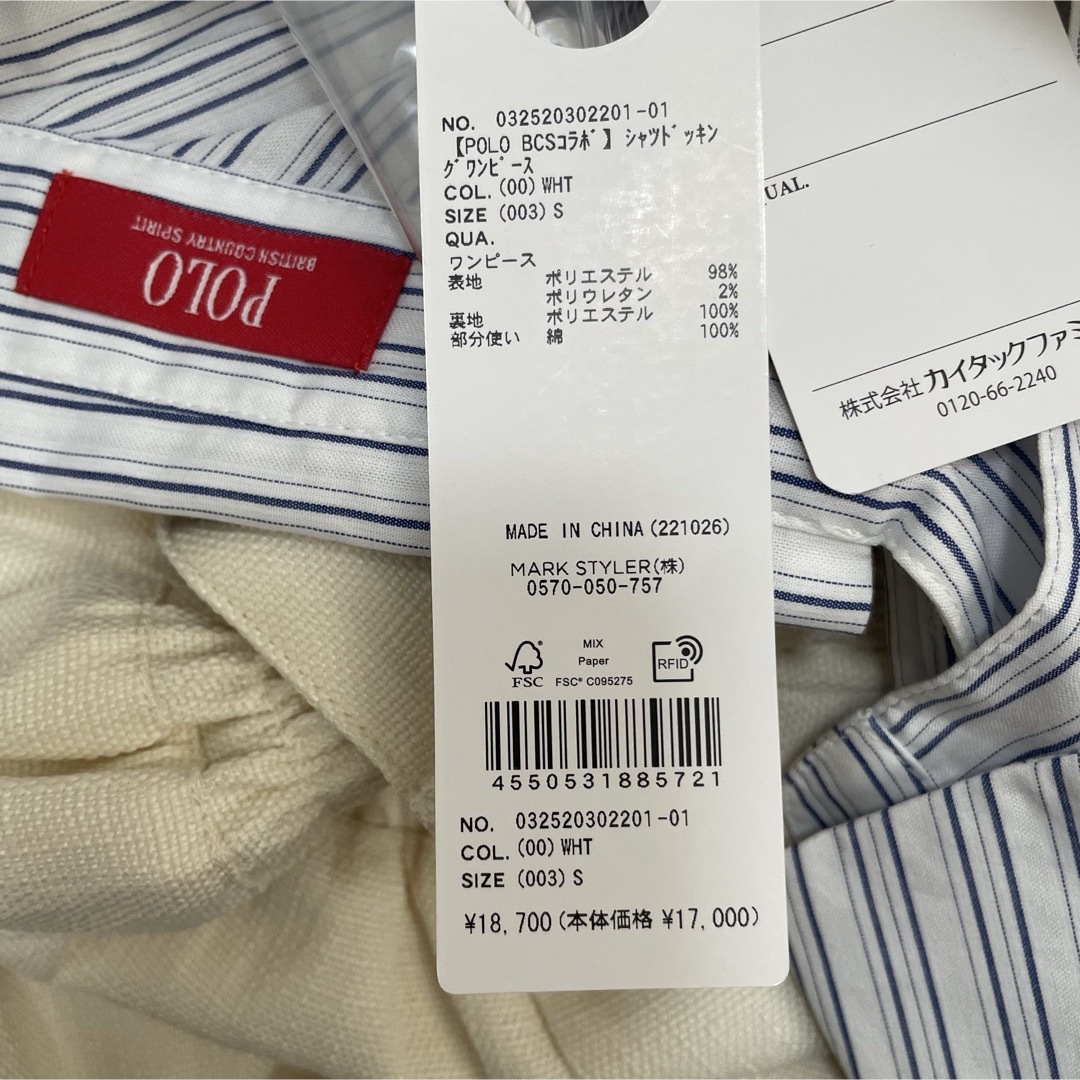 NO. 032520302201-01
【POLO BCSコラボ】シャツドッキン
グワンピース
COL. (00) WHT
SIZE (003) S
QUA.
ワンピース
表地 ポリエステル 98%
ポリウレタン 2%
裏地 ポリエステル 100%
部分使い 綿 100%
MADE IN CHINA (221026)
MARK STYLER(株)
0570-050-757
FSC
MIX
Paper
FSC® C095275
RFID
4550531885721
NO. 032520302201-01
COL. (00) WHT
SIZE (003) S
¥18,700(本体価格 ¥17,000)
POLO
BRITISH COUNTRY SPIRIT
株式会社カイタックファミ
0120-66-2240